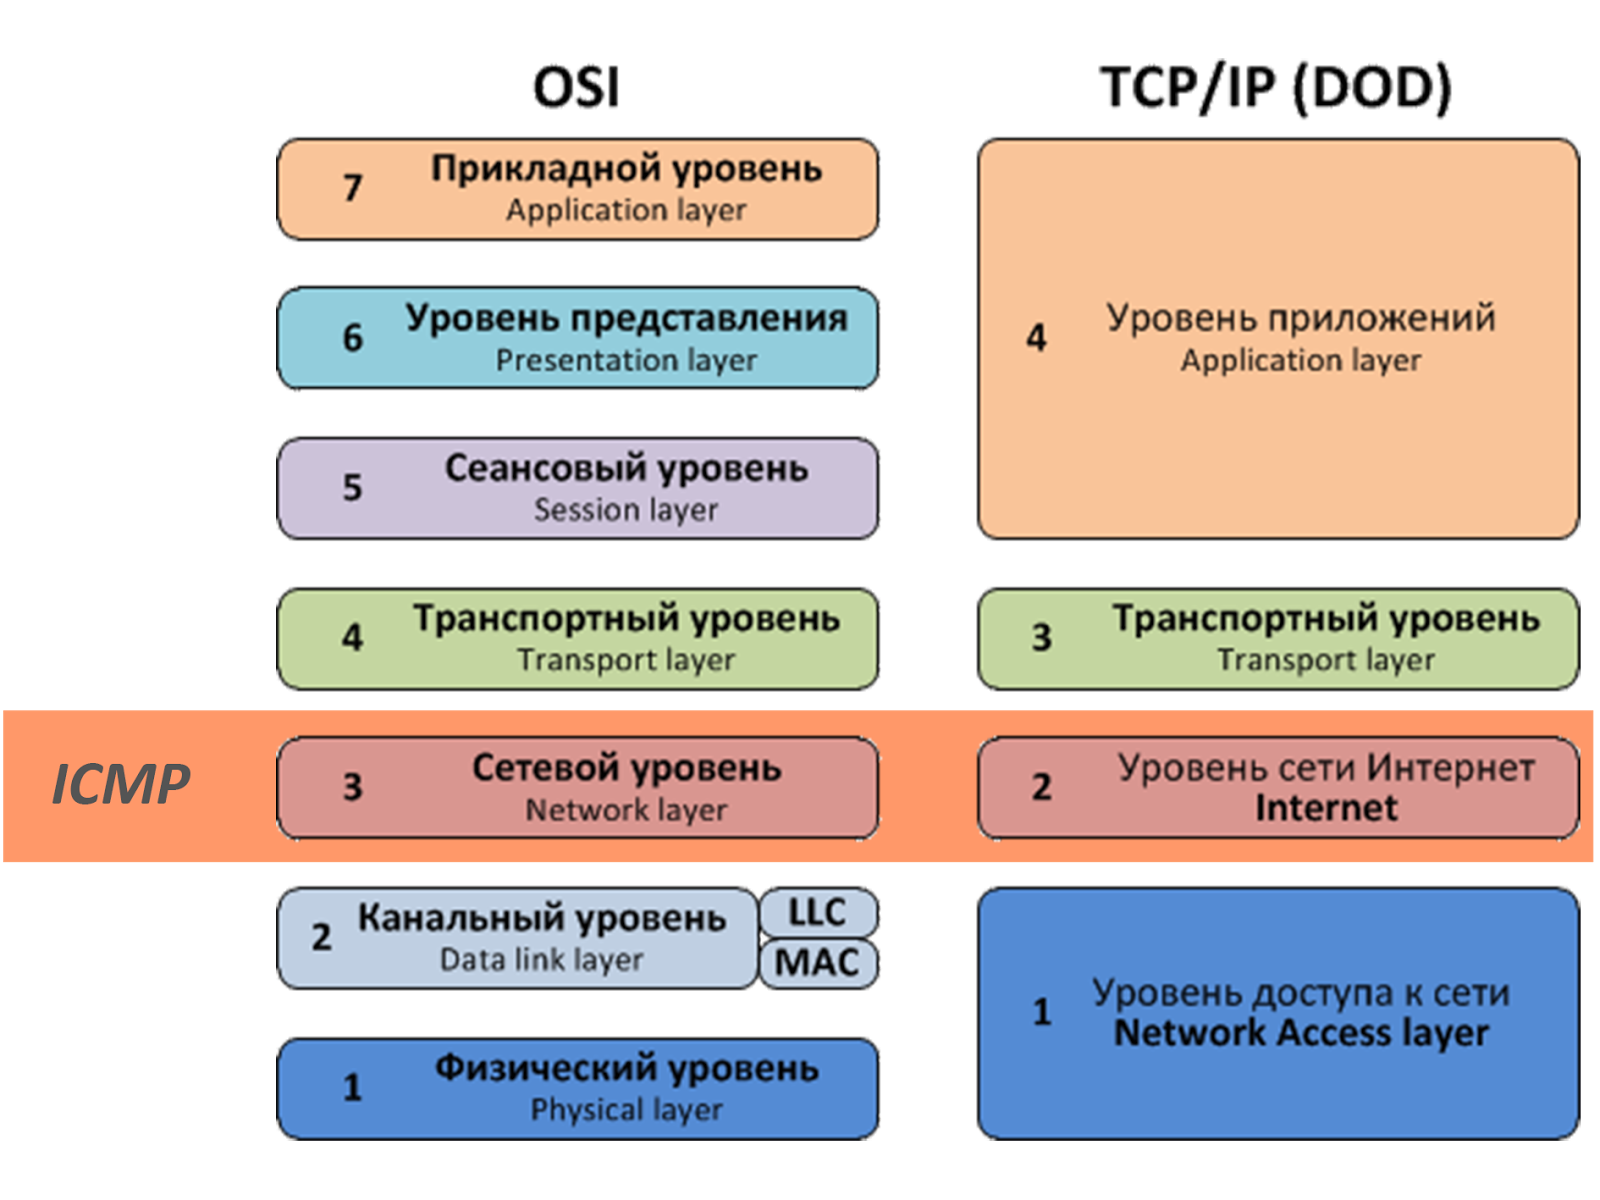 OSI
TCP/IP (DOD)
7
Прикладной уровень
Application layer
6
Уровень представления
Presentation layer
5
Сеансовый уровень
Session layer
4
Уровень приложений
Application layer
4
Транспортный уровень
Transport layer
3
Транспортный уровень
Transport layer
ICMP
3
Сетевой уровень
Network layer
2
Уровень сети Интернет
Internet
2
Канальный уровень
Data link layer
LLC
MAC
1
Физический уровень
Physical layer
1
Уровень доступа к сети
Network Access layer